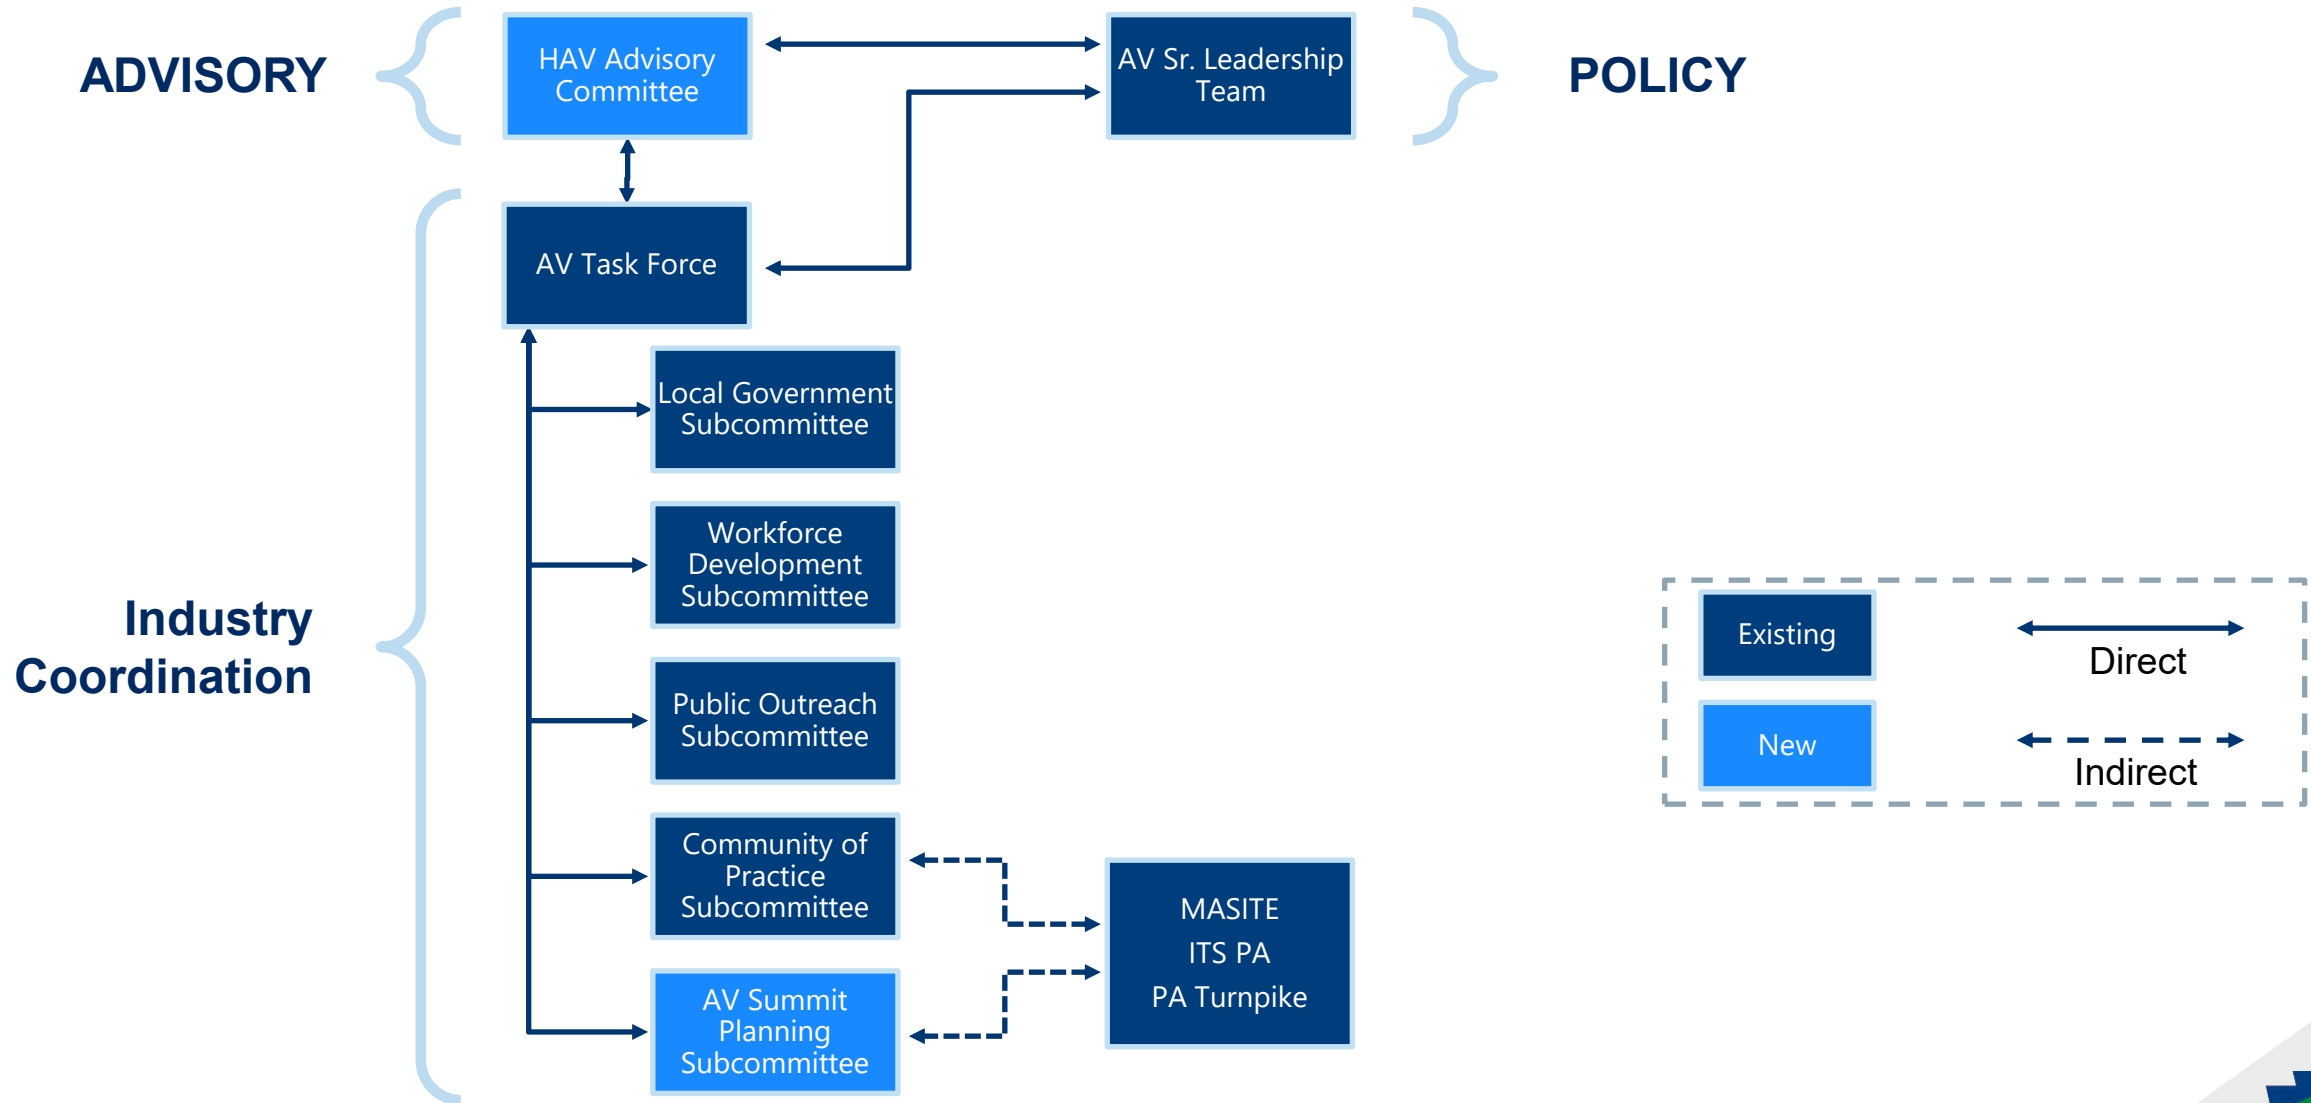 ADVISORY
HAV Advisory
Committee
AV Sr. Leadership
Team
POLICY
AV Task Force
Local Government
Subcommittee
Workforce
Development
Subcommittee
Industry
Coordination
Public Outreach
Subcommittee
Community of
Practice
Subcommittee
AV Summit
Planning
Subcommittee
MASITE
ITS PA
PA Turnpike
Existing
Direct
New
Indirect